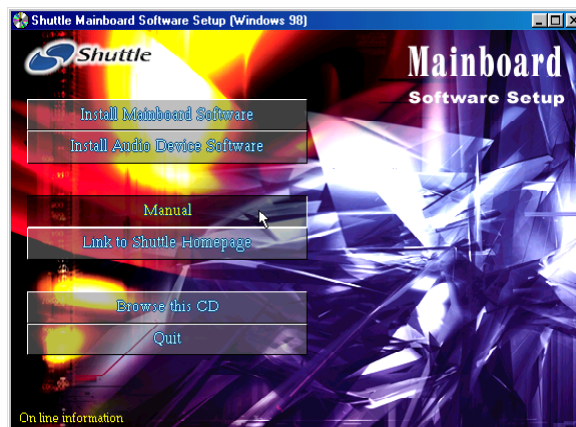 Shuttle Mainboard Software Setup (Windows 98)
Shuttle
Mainboard
Software Setup
Install Mainboard Software
Install Audio Device Software
Manual
Link to Shuttle Homepage
Browse this CD
Quit
On line information